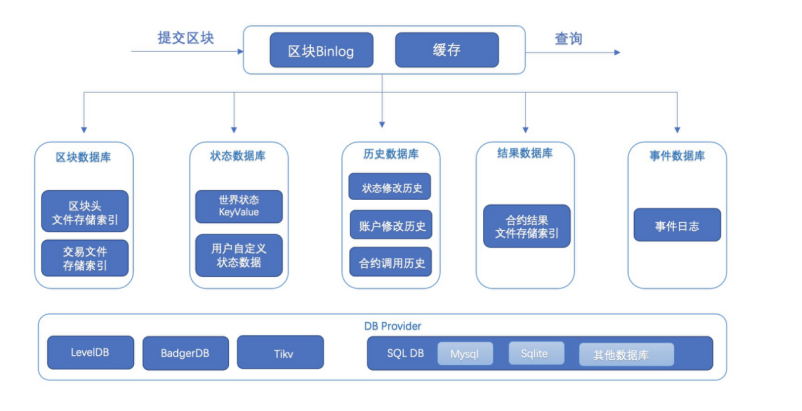 提交区块
区块Binlog
缓存
查询
区块数据库
状态数据库
历史数据库
结果数据库
事件数据库
区块头
文件存储索引
交易文件
存储索引
世界状态
KeyValue
用户自定义
状态数据
状态修改历史
账户修改历史
合约调用历史
合约结果
文件存储索引
事件日志
DB Provider
LevelDB
BadgerDB
Tikv
SQL DB
Mysql
Sqlite
其他数据库